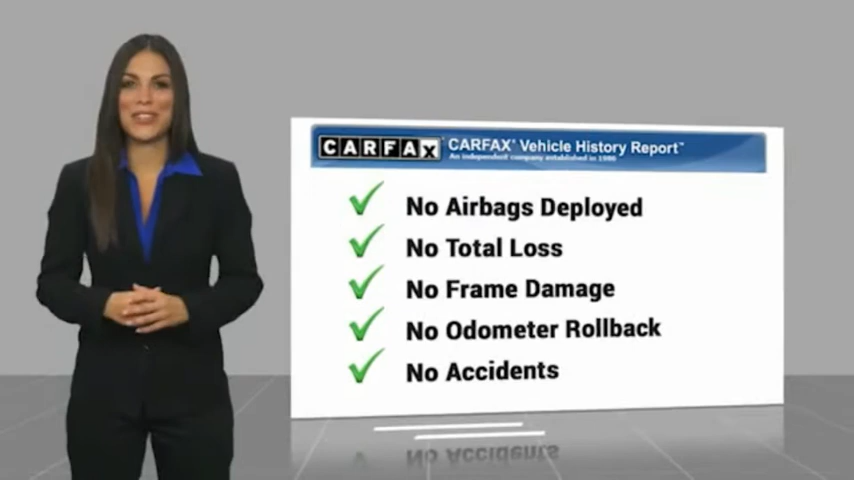 CARFAX CARFAX® Vehicle History Report™
An independent company established in 1986
No Airbags Deployed
No Total Loss
No Frame Damage
No Odometer Rollback
No Accidents